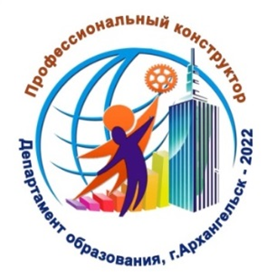 Профессиональный конструктор
Департамент образования, г.Архангельск - 2022